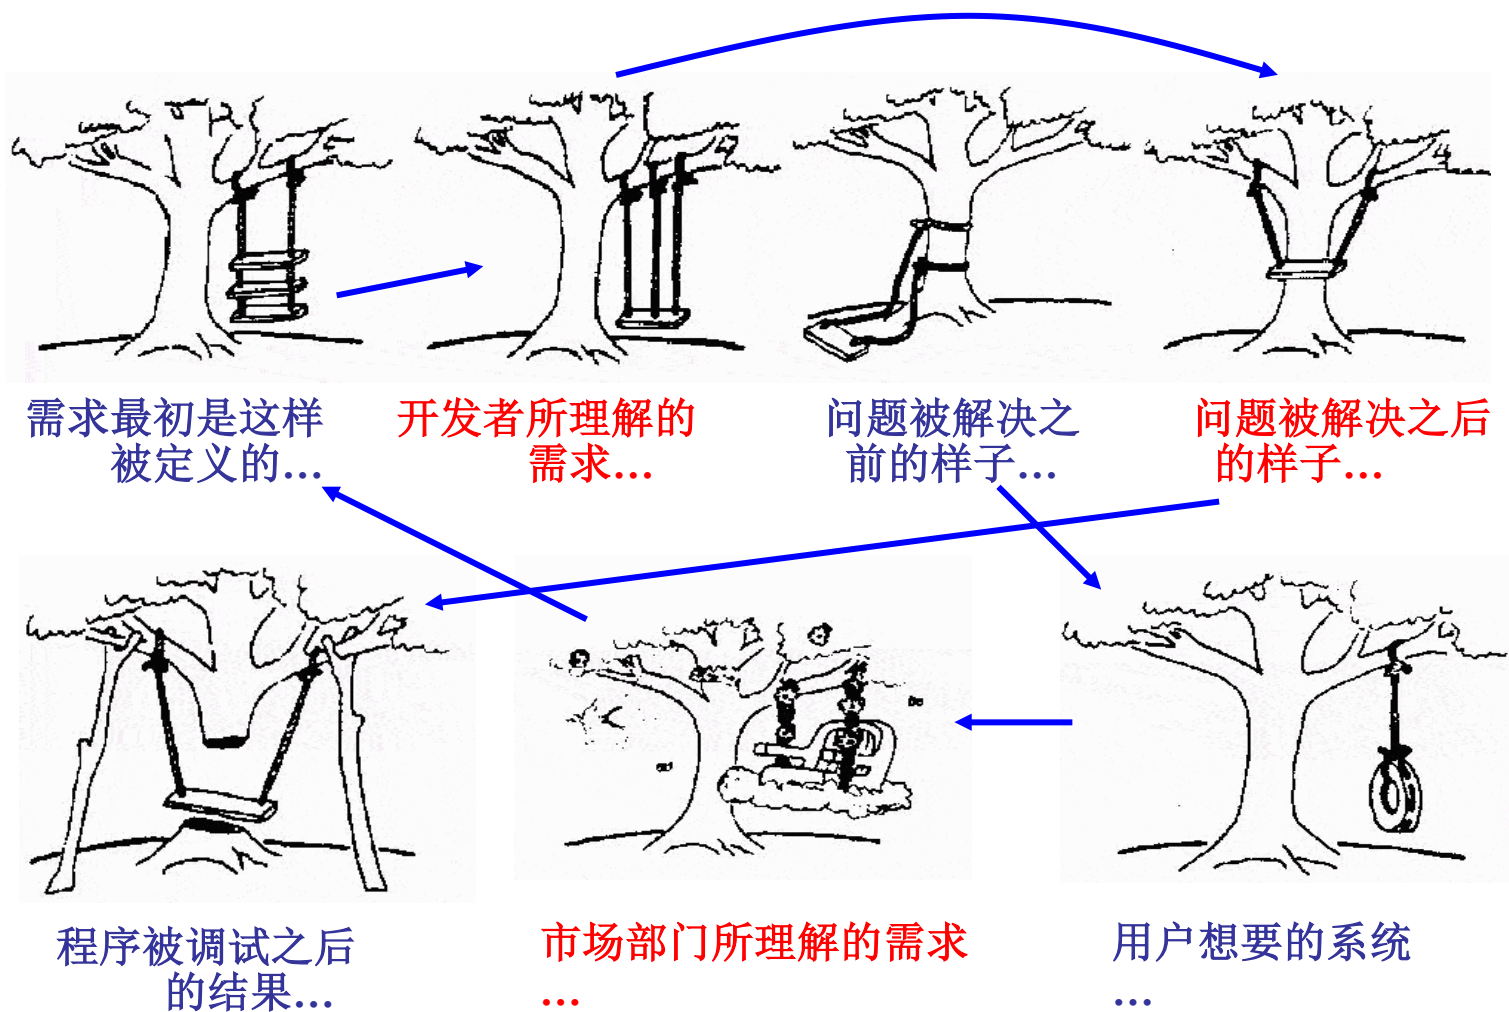 需求最初是这样
被定义的...
开发者所理解的
需求...
问题被解决之
前的样子...
问题被解决之后
的样子...
程序被调试之后
的结果...
市场部门所理解的需求
...
用户想要的系统
...